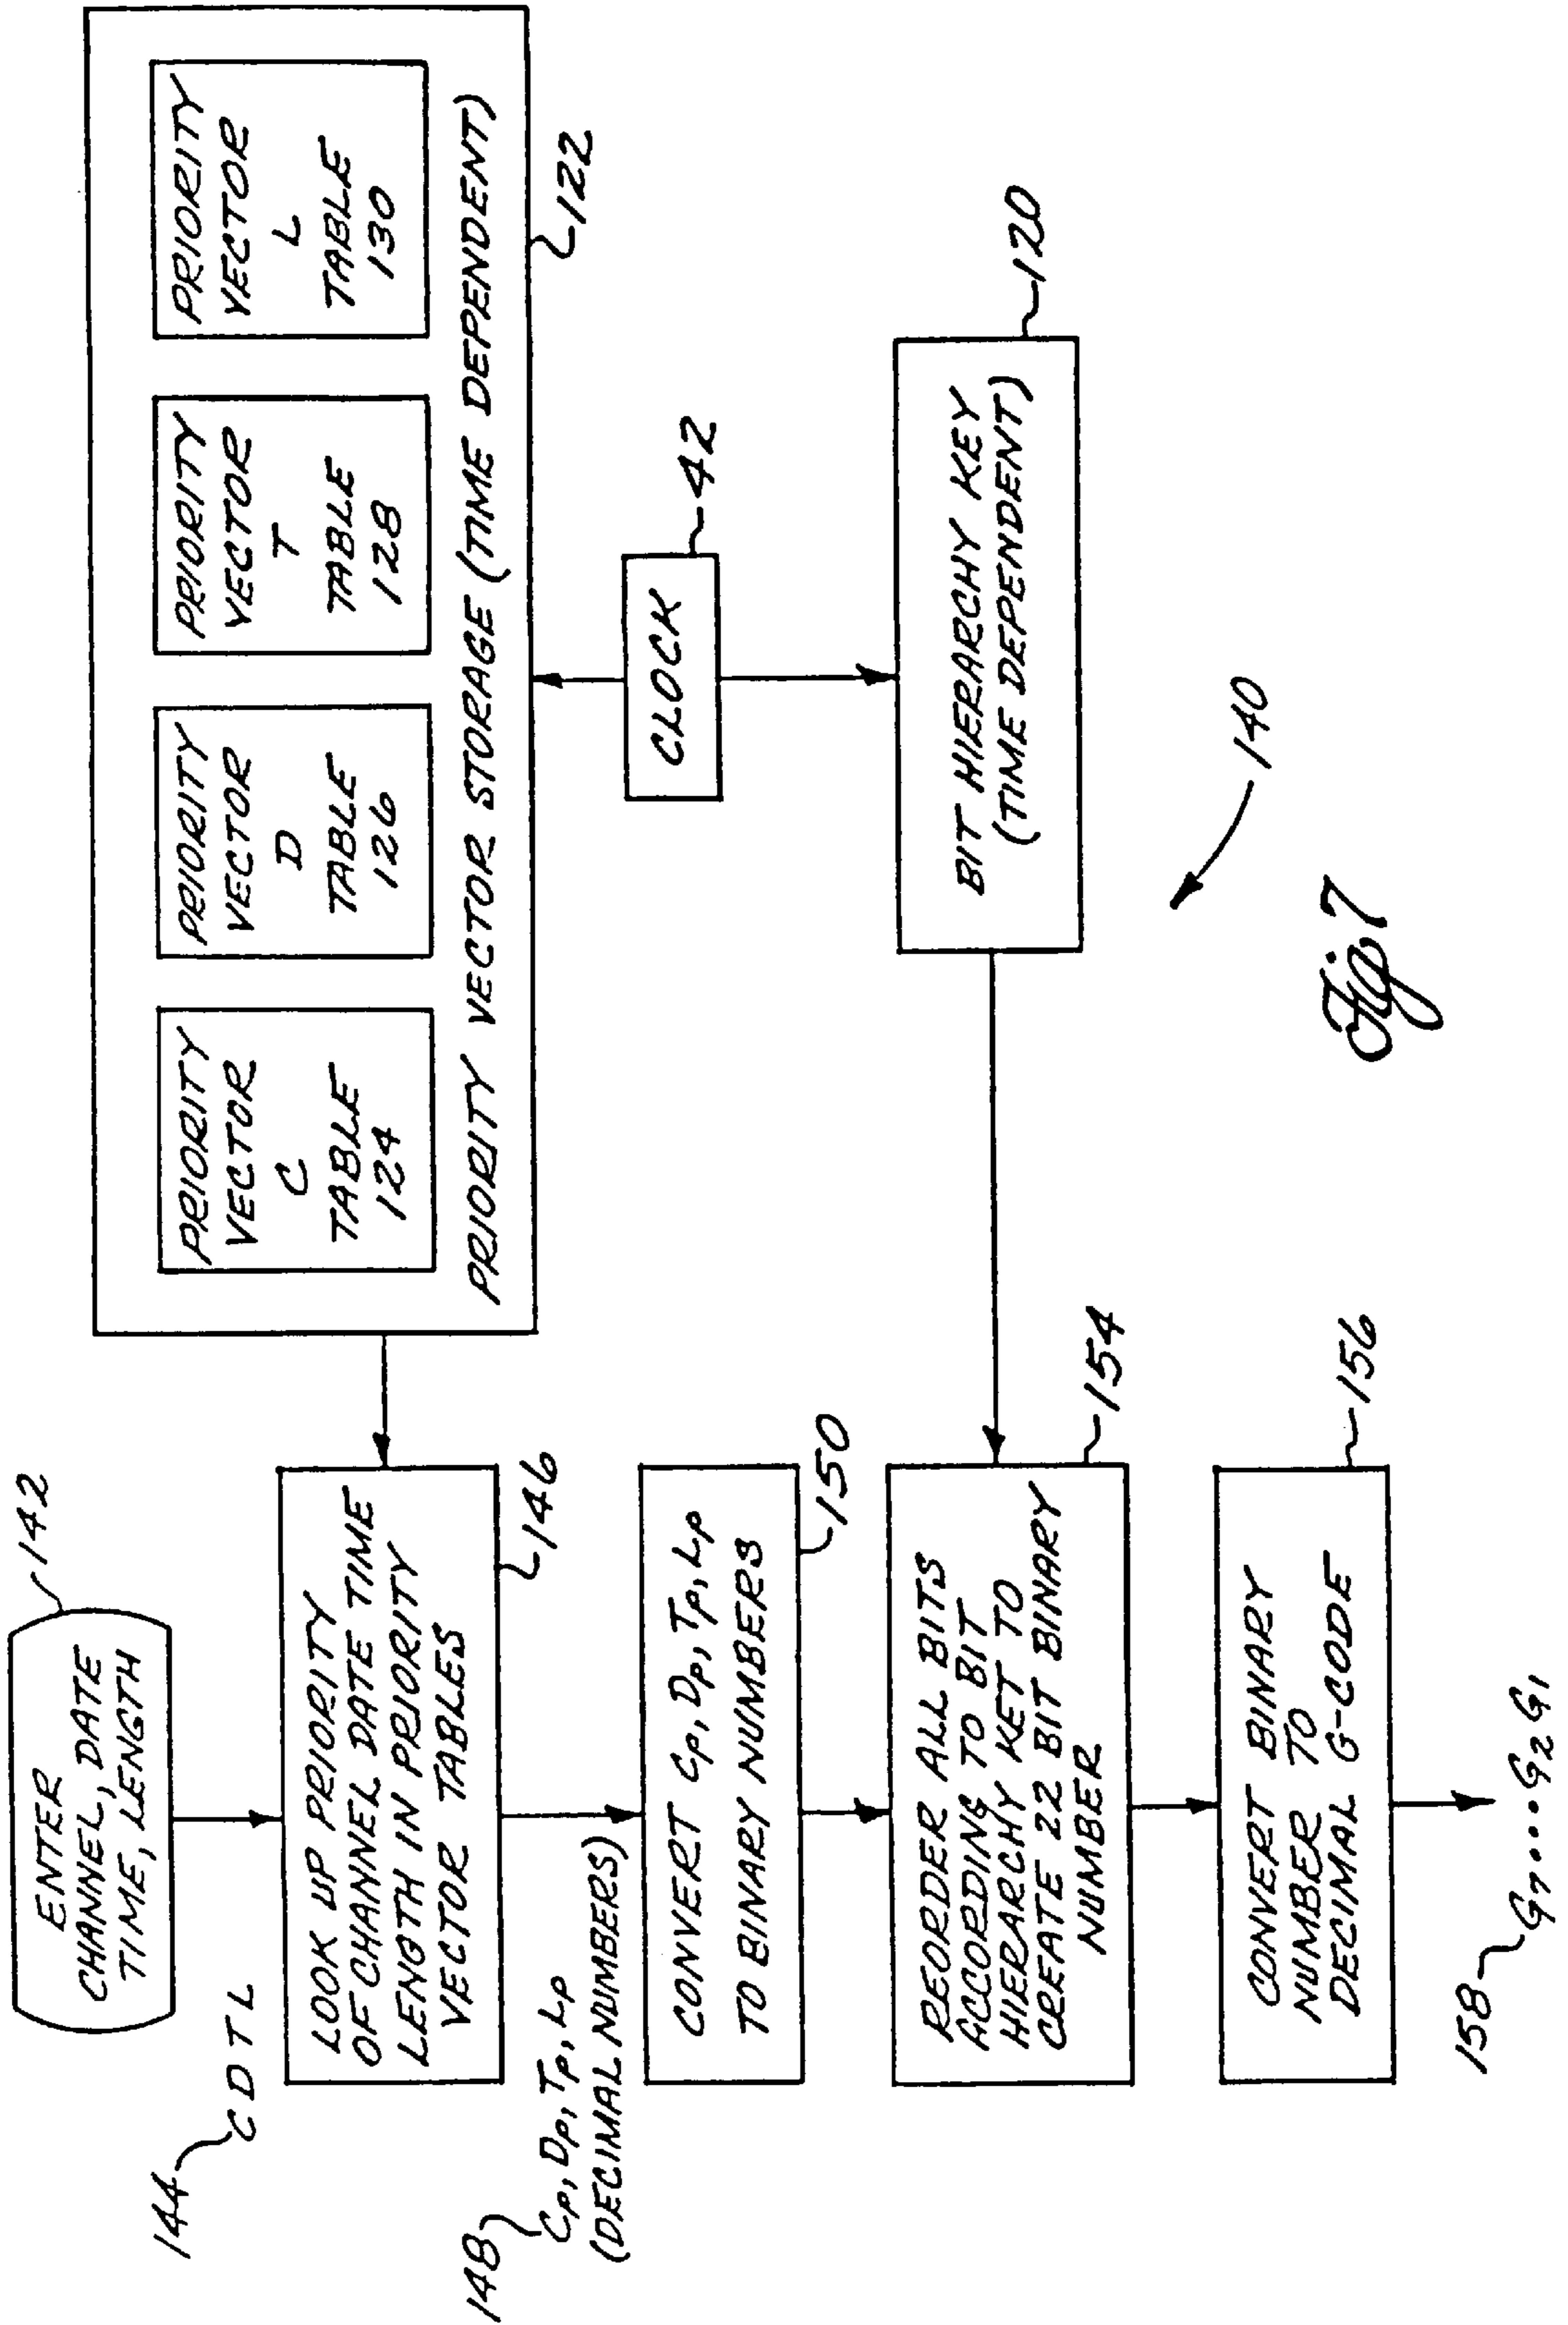 ENTER
CHANNEL, DATE
TIME, LENGTH
142
144
C D T L
LOOK UP PRIORITY
OF CHANNEL DATE TIME
LENGTH IN PRIORITY
VECTOR TABLES
146
148
Cp, Dp, Tp, Lp
(DECIMAL NUMBERS)
CONVERT Cp, Dp, Tp, Lp
TO BINARY NUMBERS
150
REORDER ALL BITS
ACCORDING TO BIT
HIERARCHY KET TO
CREATE 22 BIT BINARY
NUMBER
154
CONVERT BINARY
NUMBER TO
DECIMAL G-CODE
156
158
G7....G2G1
PRIORITY
VECTOR
C
TABLE
124
PRIORITY
VECTOR
D
TABLE
126
PRIORITY
VECTOR
T
TABLE
128
PRIORITY
VECTOR
L
TABLE
130
PRIORITY VECTOR STORAGE (TIME DEPENDENT)
122
CLOCK
42
BIT HIERARCHY KEY
(TIME DEPENDENT)
120
140
Fig. 7